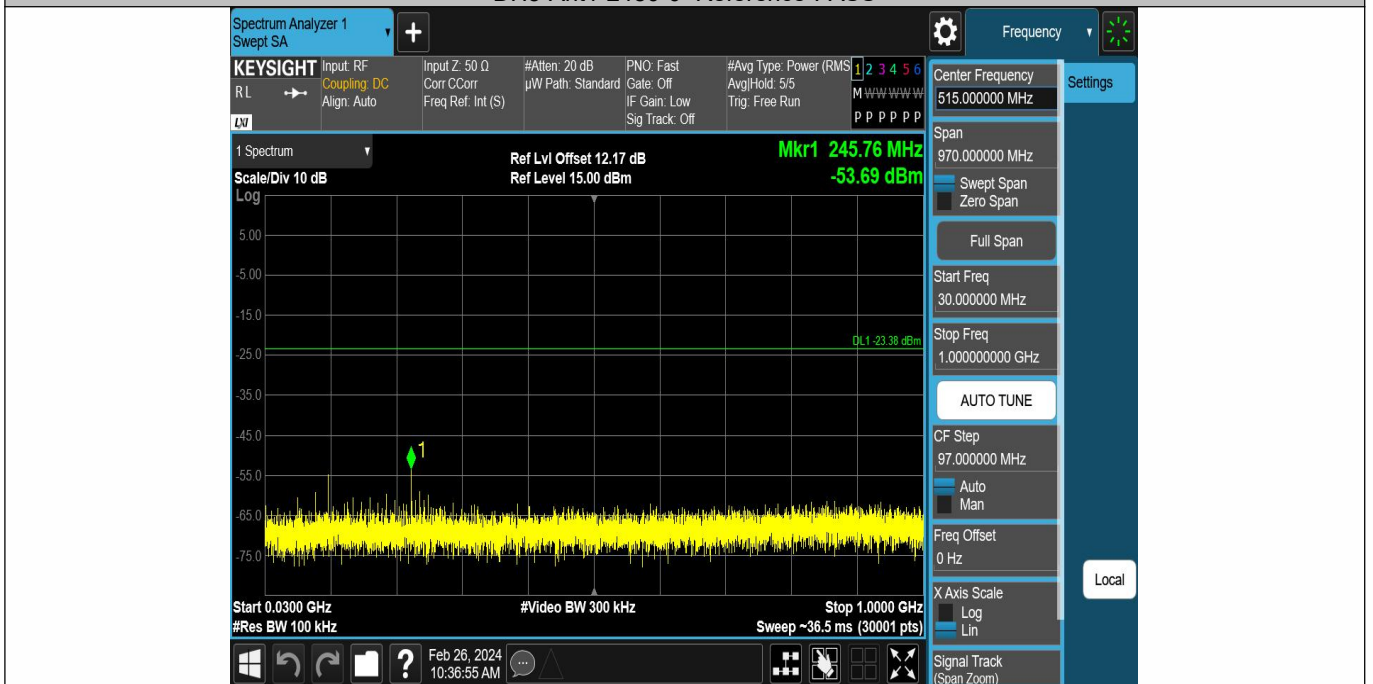 Spectrum Analyzer 1
Swept SA
+
Frequency
KEYSIGHT
RL
LXI
Input: RF
Coupling: DC
Align: Auto
Input Z: 50 Ω
Corr CCorr
Freq Ref: Int (S)
#Atten: 20 dB
µW Path: Standard
PNO: Fast
Gate: Off
IF Gain: Low
Sig Track: Off
#Avg Type: Power (RMS
Avg|Hold: 5/5
Trig: Free Run
1 2 3 4 5 6
M W W W W W
P P P P P P
1 Spectrum
Scale/Div 10 dB
Ref Lvl Offset 12.17 dB
Ref Level 15.00 dBm
Mkr1 245.76 MHz
-53.69 dBm
Log
5.00
-5.00
-15.0
DL1 -23.38 dBm
-25.0
-35.0
-45.0
1
-55.0
-65.0
-75.0
Start 0.0300 GHz
#Video BW 300 kHz
Stop 1.0000 GHz
#Res BW 100 kHz
Sweep ~36.5 ms (30001 pts)
?
Feb 26, 2024
10:36:55 AM
Center Frequency
515.000000 MHz
Settings
Span
970.000000 MHz
Swept Span
Zero Span
Full Span
Start Freq
30.000000 MHz
Stop Freq
1.000000000 GHz
AUTO TUNE
CF Step
97.000000 MHz
Auto
Man
Freq Offset
0 Hz
X Axis Scale
Log
Lin
Local
Signal Track
(Span Zoom)